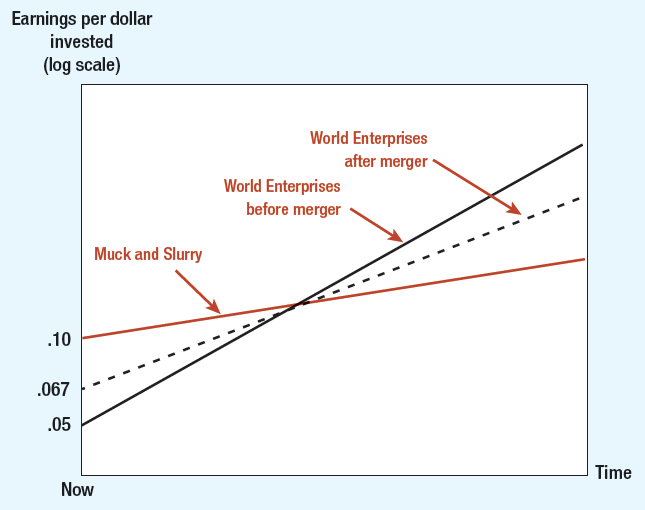 Earnings per dollar
invested
(log scale)
World Enterprises
after merger
World Enterprises
before merger
Muck and Slurry
.10
.067
.05
Time
Now